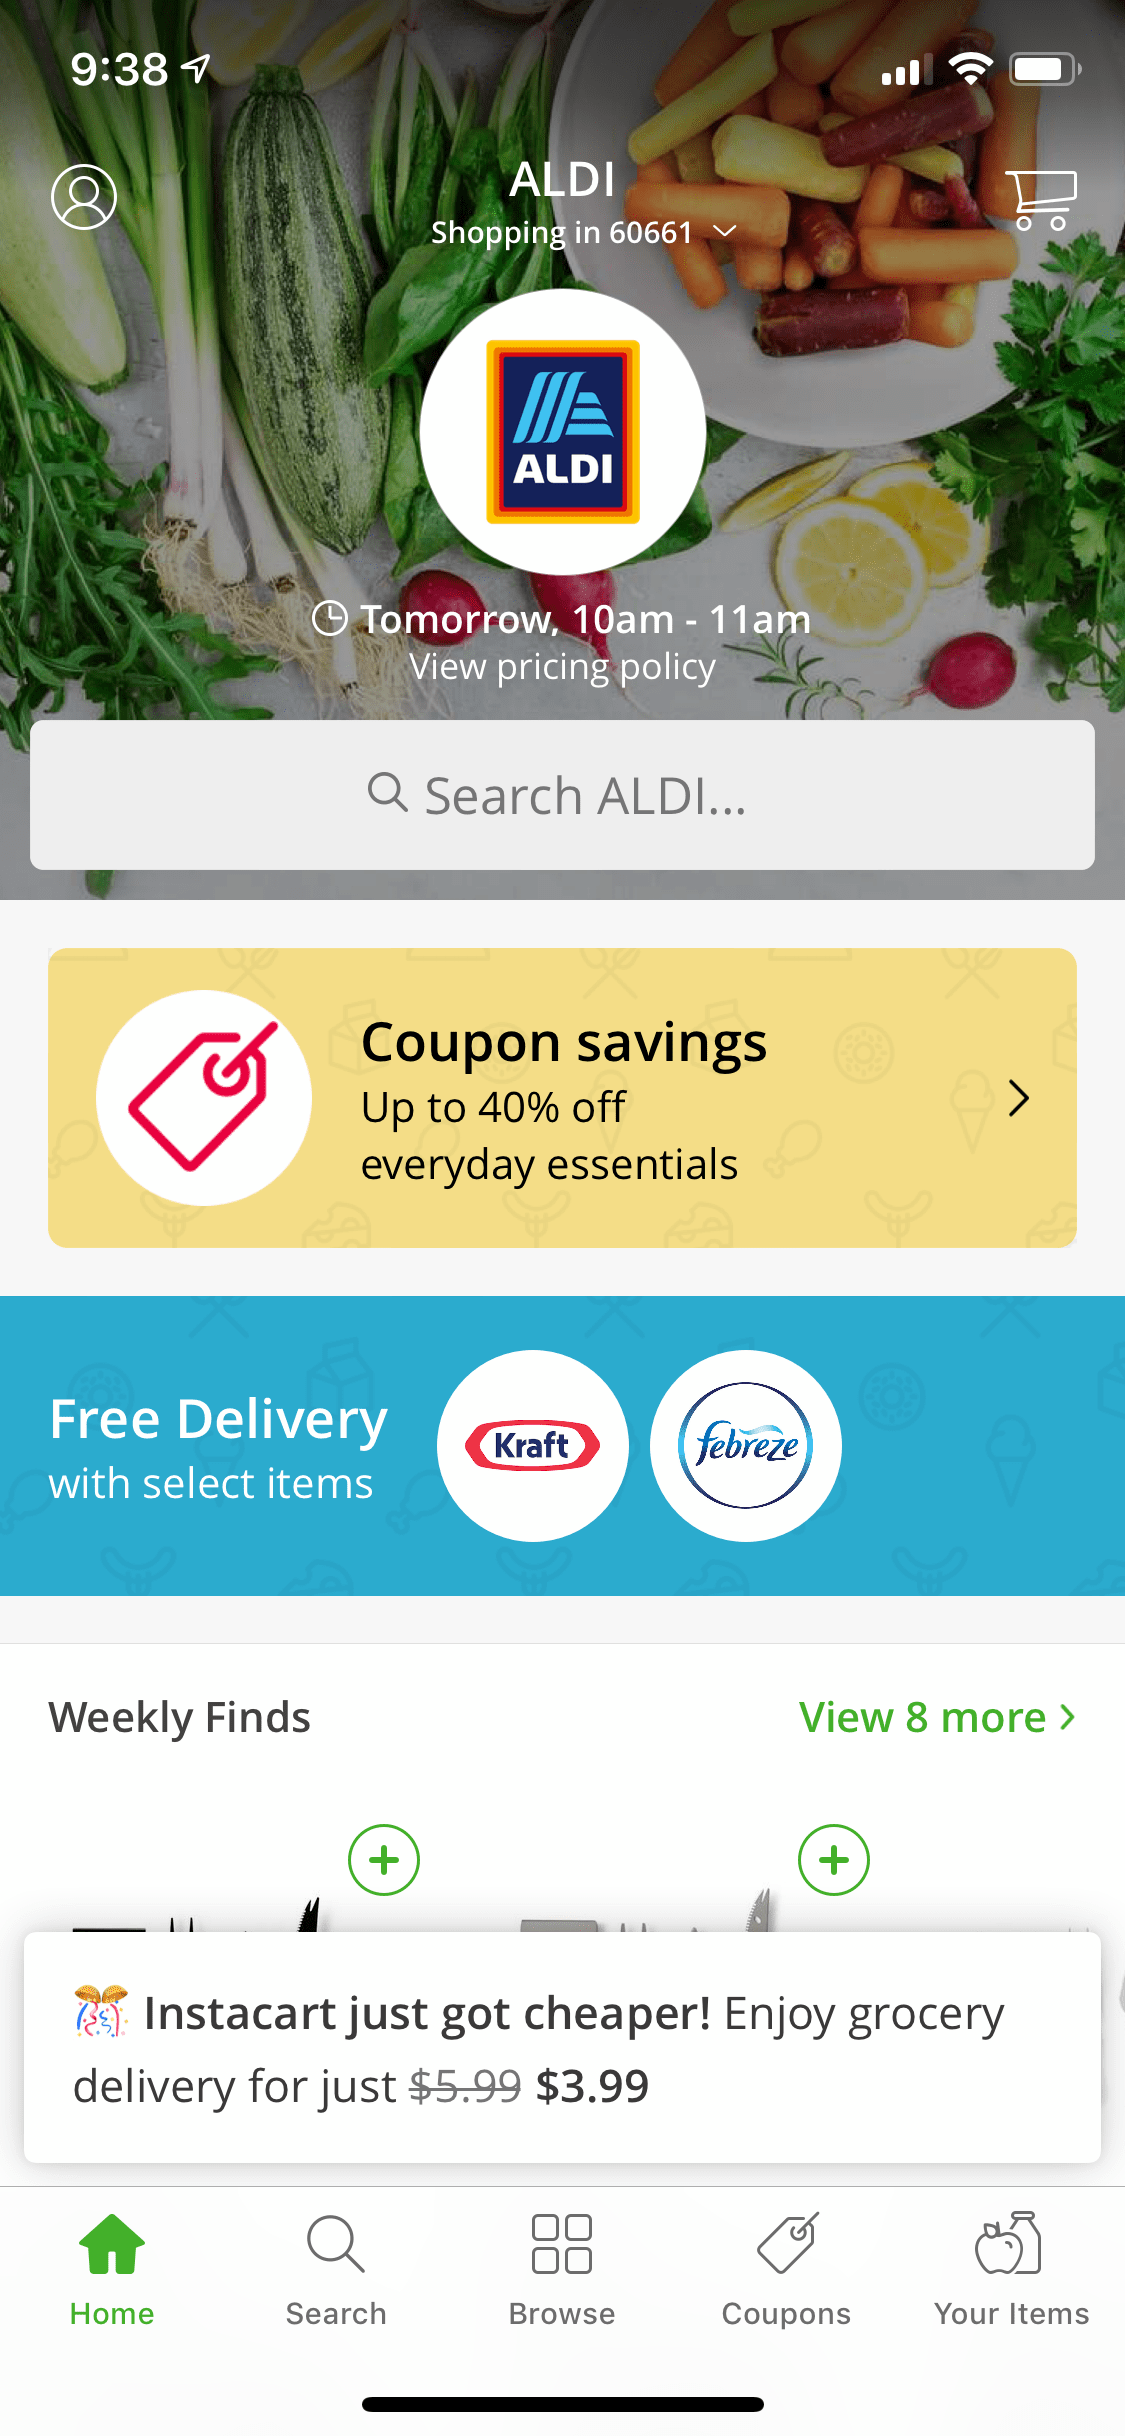 9:38
ALDI
Shopping in 60661
ALDI
Tomorrow, 10am - 11am
View pricing policy
Search ALDI...
Coupon savings
Up to 40% off
everyday essentials
Free Delivery
with select items
Kraft
febreze
Weekly Finds
View 8 more
Instacart just got cheaper! Enjoy grocery
delivery for just $5.99 $3.99
Home
Search
Browse
Coupons
Your Items